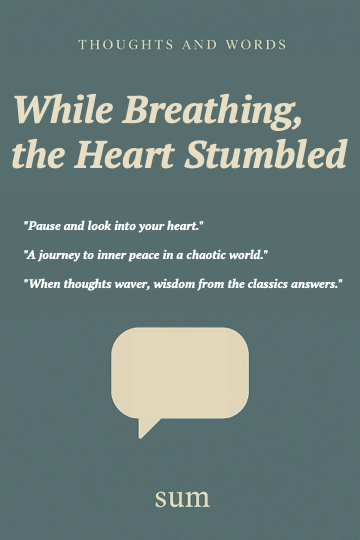 THOUGHTS AND WORDS
While Breathing,
the Heart Stumbled
"Pause and look into your heart."
"A journey to inner peace in a chaotic world."
"When thoughts waver, wisdom from the classics answers."
sum